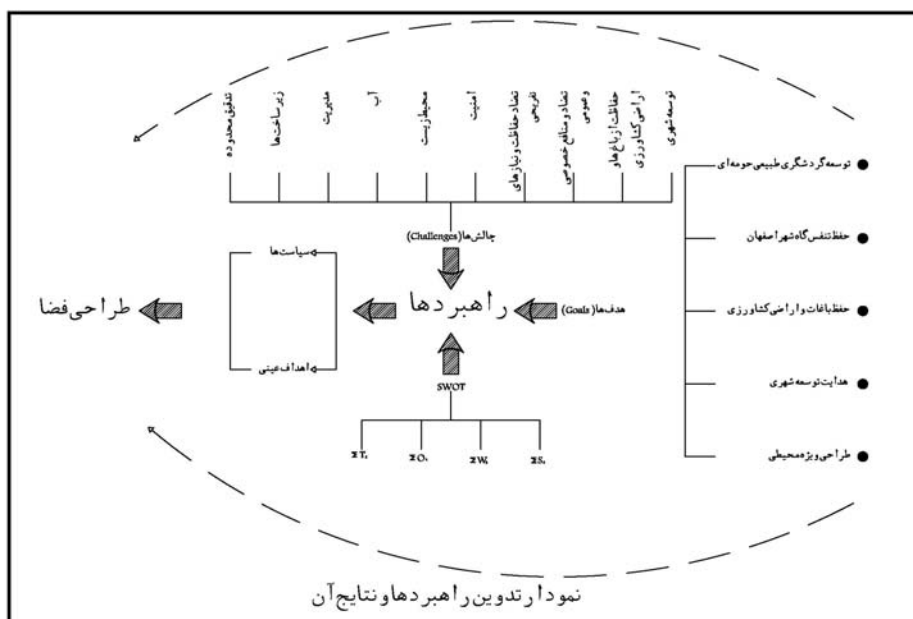 توسعه شهری
حفاظت از باغ‌ها و
اراضی کشاورزی
تضاد و منافع خصوصی
و عمومی
تضاد حفاظت و نیازهای
تفریحی
امنیت
محیط زیست
آب
مدیریت
زیرساخت‌ها
تدقیق محدوده
توسعه گردشگری طبیعی حومه‌ای
حفظ تنفس گاه شهر اصفهان
حفظ باغات و اراضی کشاورزی
هدایت توسعه شهری
طراحی ویژه محیطی
چالش‌ها (Challenges)
هدف‌ها (Goals)
راهبردها
سیاست‌ها
اهداف عینی
طراحی فضا
SWOT
نمودار تدوین راهبردها و نتایج آن